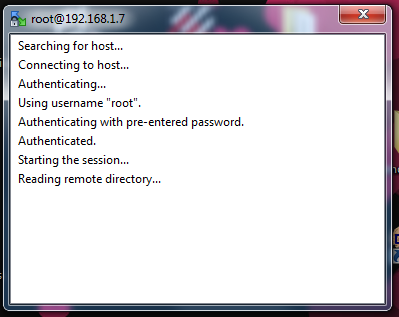 root@192.168.1.7
Searching for host...
Connecting to host...
Authenticating...
Using username "root".
Authenticating with pre-entered password.
Authenticated.
Starting the session...
Reading remote directory...